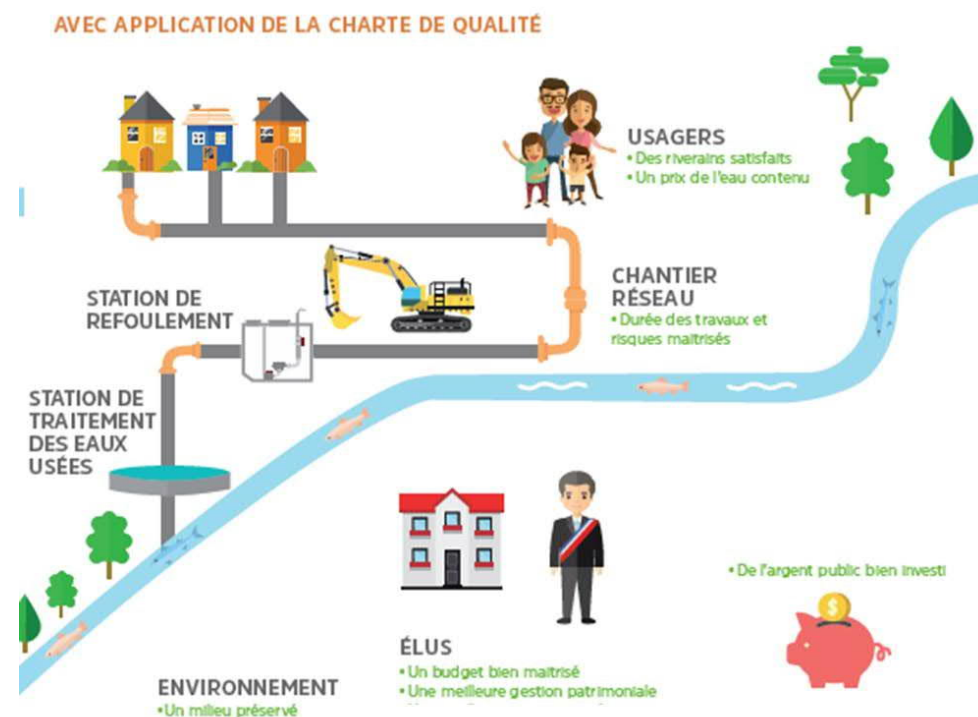 AVEC APPLICATION DE LA CHARTE DE QUALITÉ
USAGERS
• Des riverains satisfaits
• Un prix de l'eau contenu
CHANTIER
RÉSEAU
• Durée des travaux et
risques maîtrisés
STATION DE
REFOULEMENT
STATION DE
TRAITEMENT
DES EAUX
USÉES
• De l'argent public bien investi
$
ÉLUS
• Un budget bien maîtrisé
• Une meilleure gestion patrimoniale
ENVIRONNEMENT
• Un milieu préservé